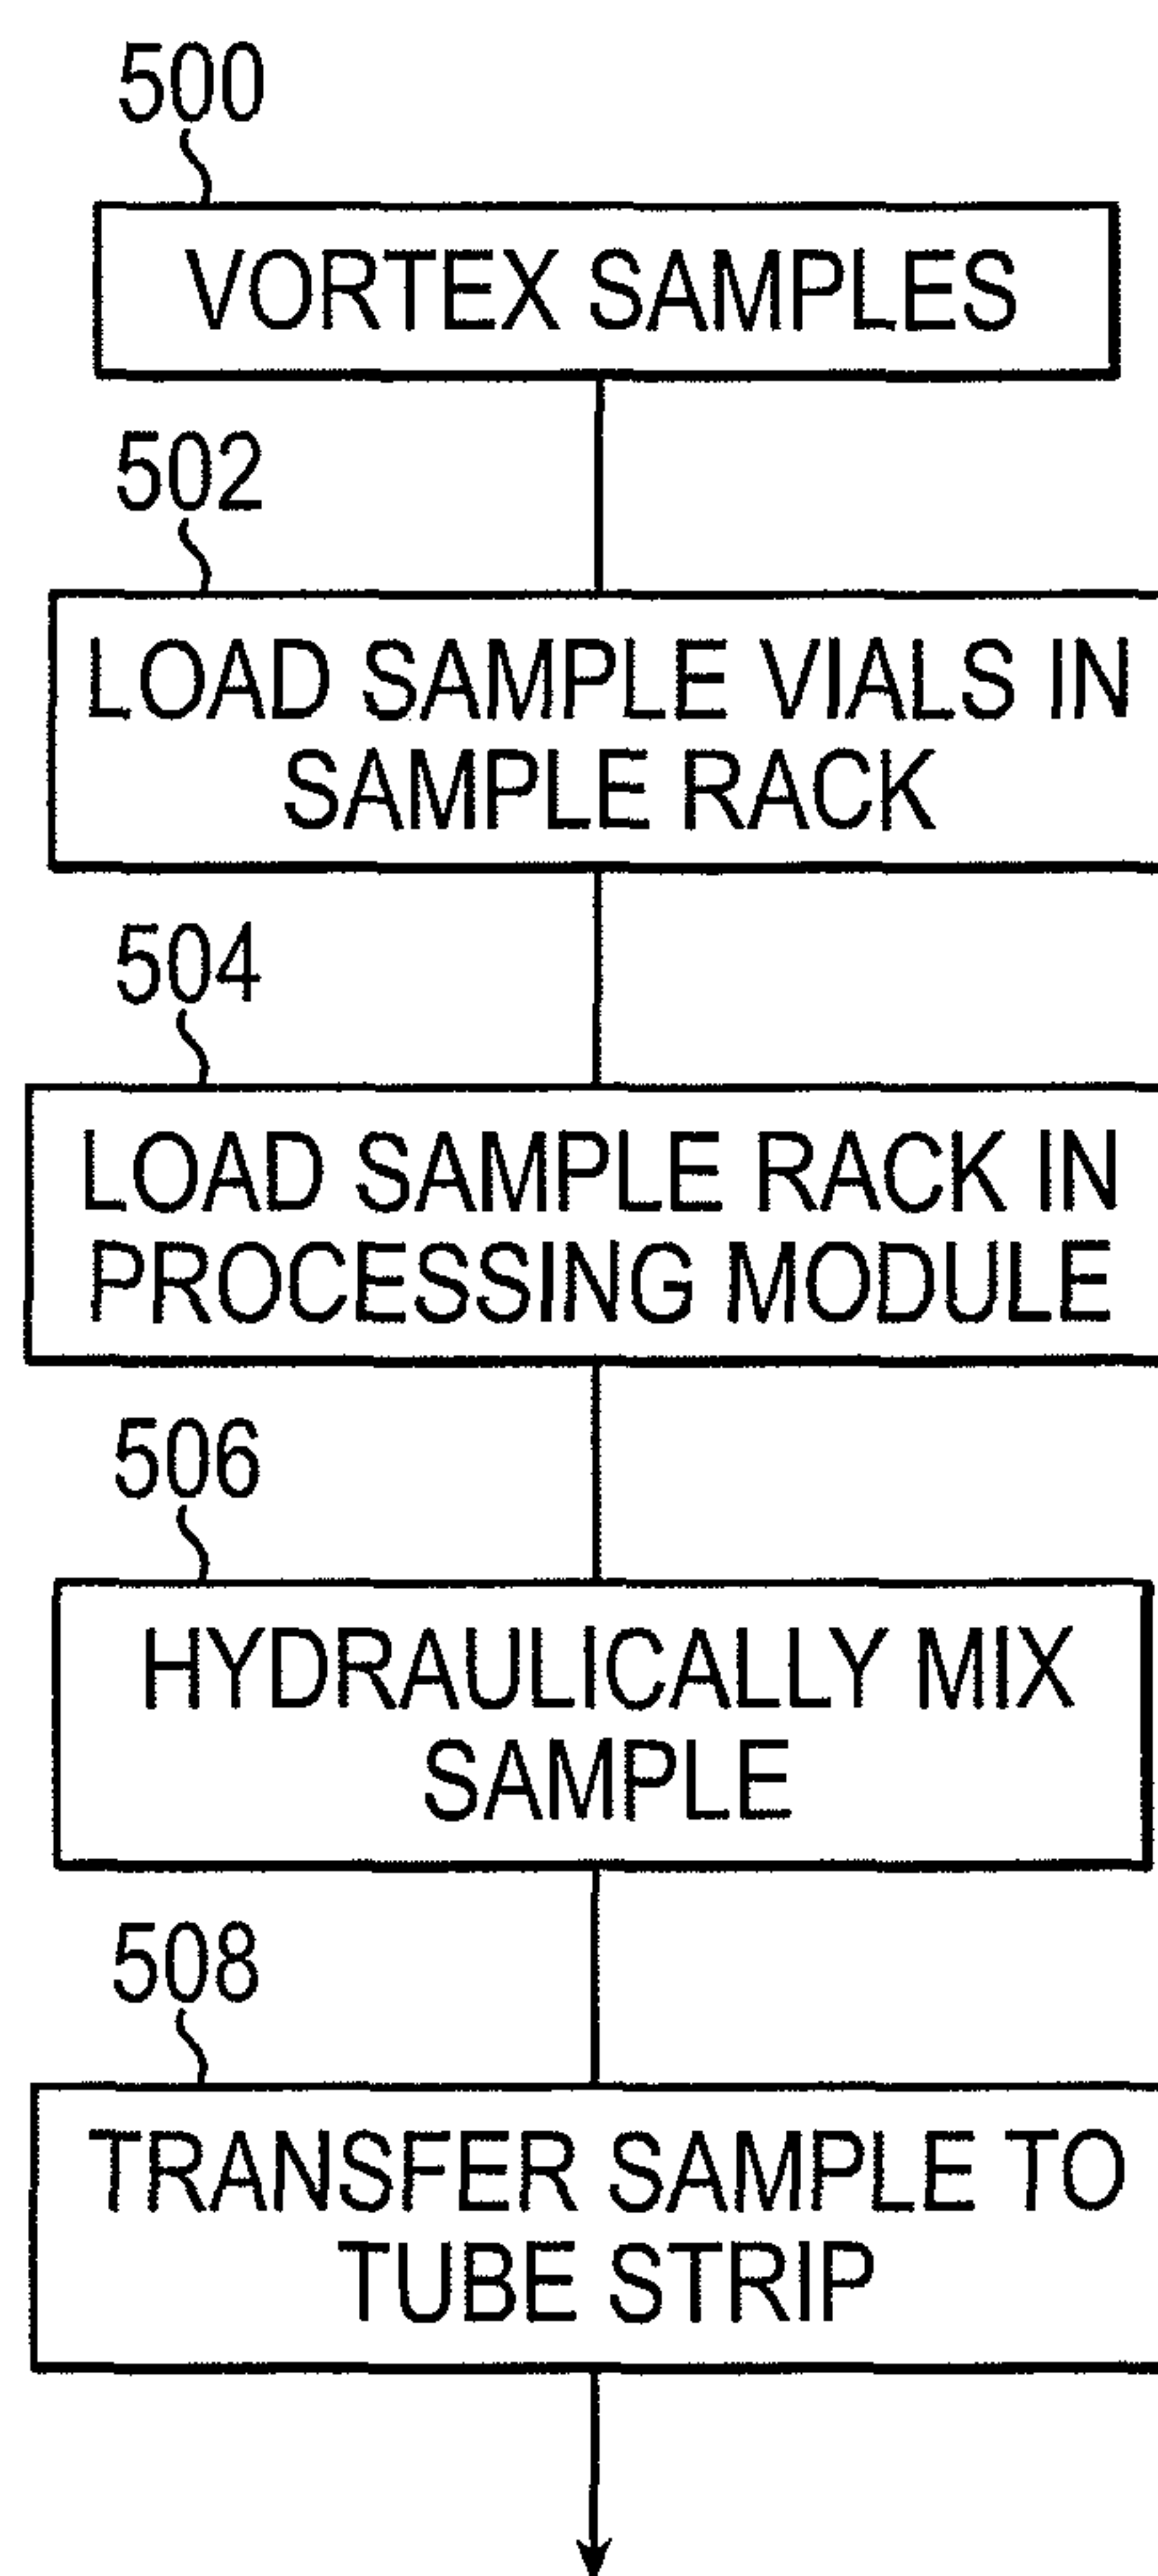 500
VORTEX SAMPLES
502
LOAD SAMPLE VIALS IN
SAMPLE RACK
504
LOAD SAMPLE RACK IN
PROCESSING MODULE
506
HYDRAULICALLY MIX
SAMPLE
508
TRANSFER SAMPLE TO
TUBE STRIP